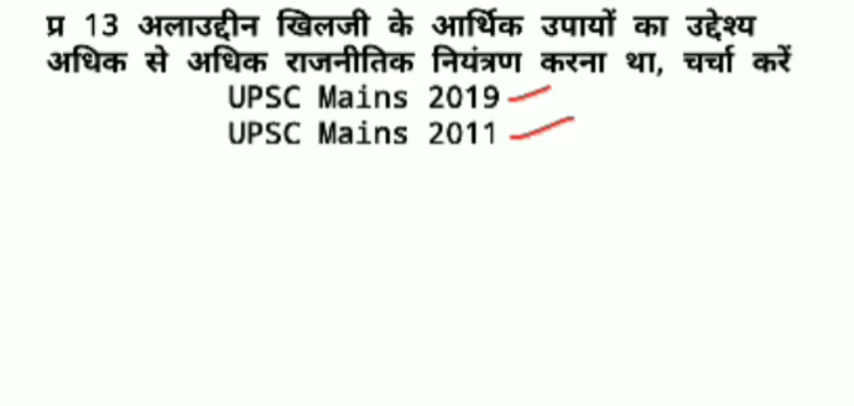 प्र 13 अलाउद्दीन खिलजी के आर्थिक उपायों का उद्देश्य
अधिक से अधिक राजनीतिक नियंत्रण करना था, चर्चा करें
UPSC Mains 2019
UPSC Mains 2011